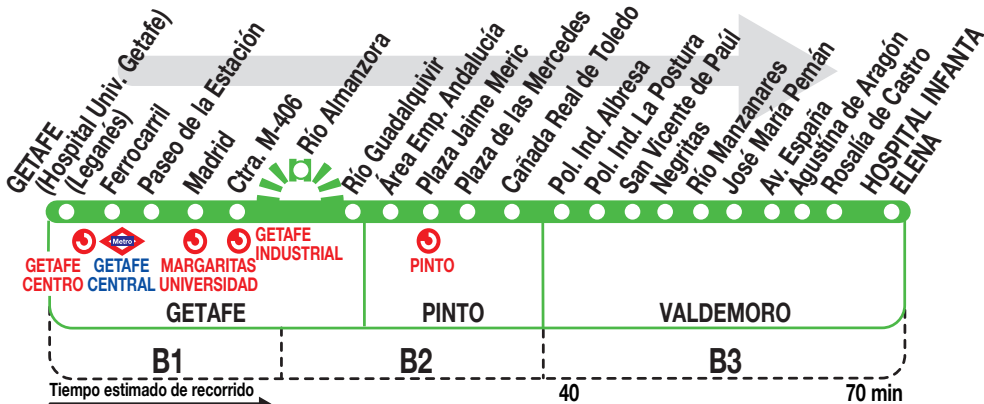 GETAFE
(Hospital Univ. Getafe)
(Leganés)
Ferrocarril
Paseo de la Estación
Madrid
Ctra. M-406
Río Almanzora
Río Guadalquivir
Área Emp. Andalucía
Plaza Jaime Meric
Plaza de las Mercedes
Cañada Real de Toledo
Pol. Ind. Albresa
Pol. Ind. La Postura
San Vicente de Paúl
Negritas
Río Manzanares
José María Pemán
Av. España
Agustina de Aragón
Rosalía de Castro
HOSPITAL INFANTA
ELENA
GETAFE
CENTRO
Metro
GETAFE
CENTRAL
MARGARITAS
UNIVERSIDAD
GETAFE
INDUSTRIAL
PINTO
GETAFE
PINTO
VALDEMORO
B1
B2
B3
Tiempo estimado de recorrido
40
70 min